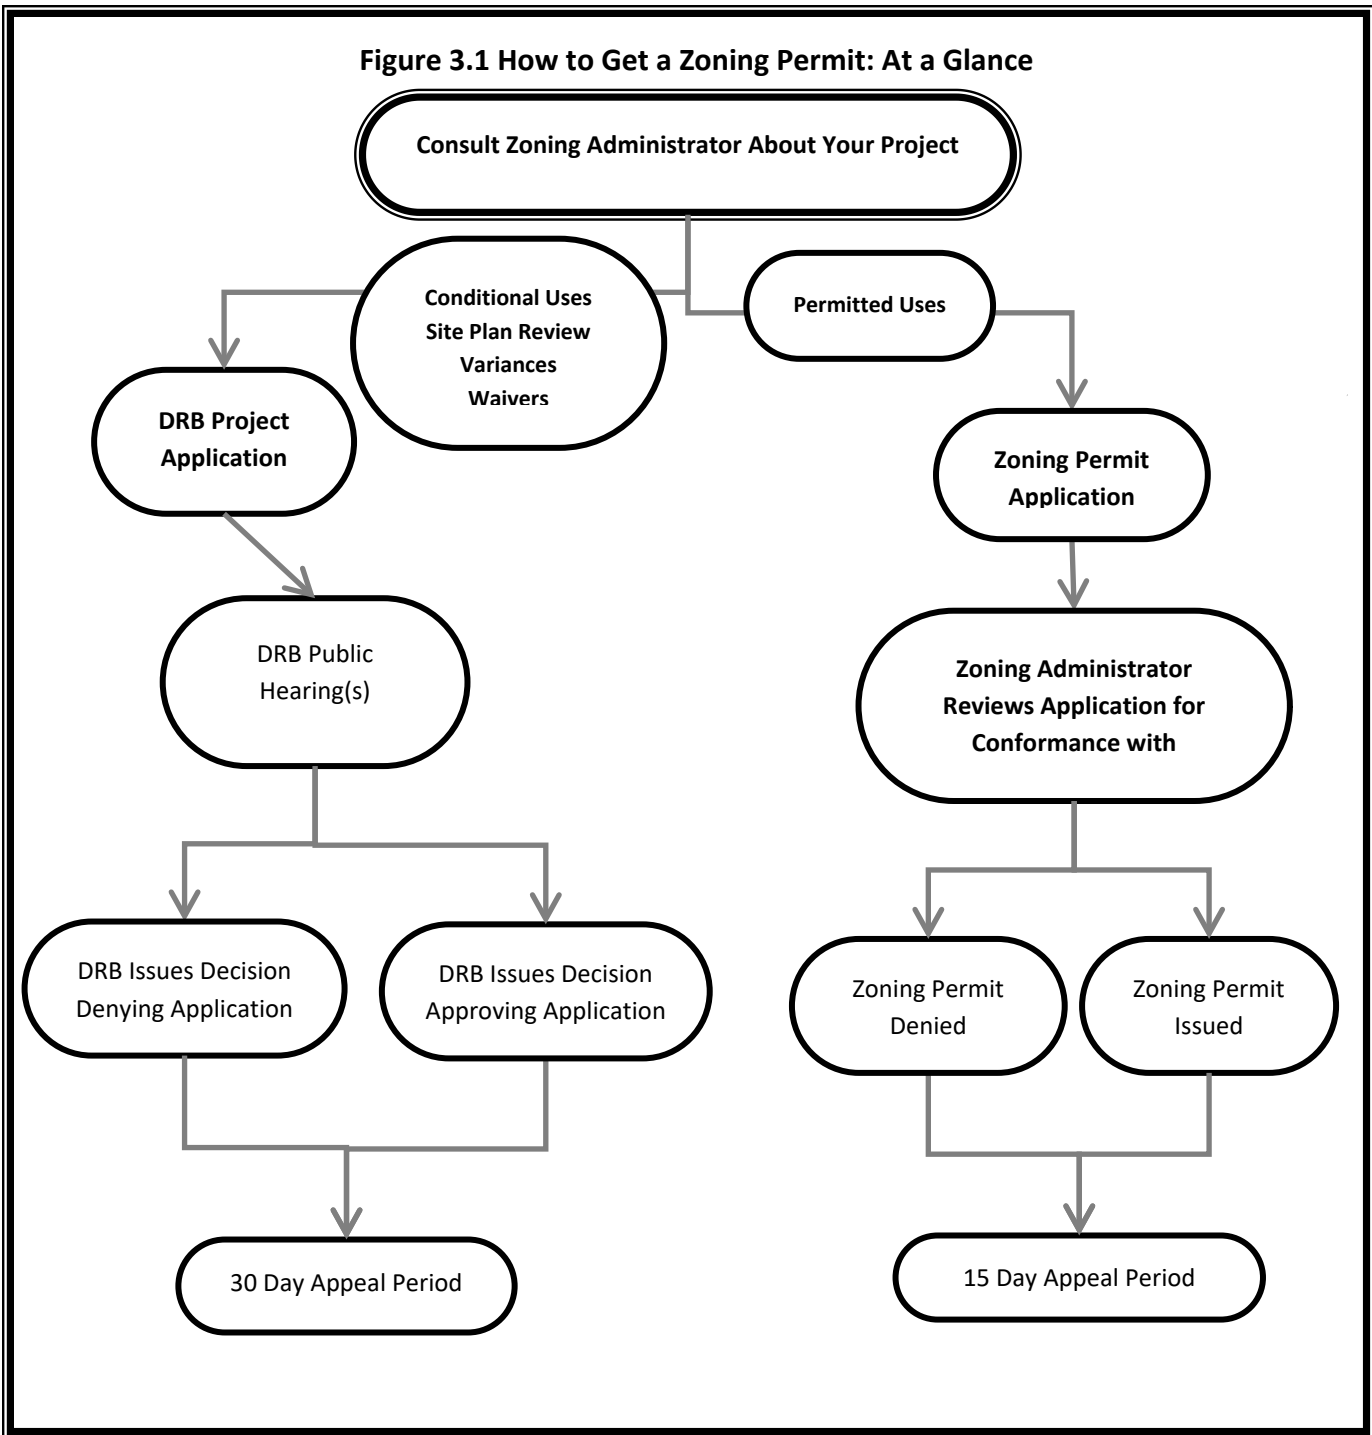 Figure 3.1 How to Get a Zoning Permit: At a Glance
Consult Zoning Administrator About Your Project
Conditional Uses
Site Plan Review
Variances
Waivers
Permitted Uses
DRB Project
Application
Zoning Permit
Application
DRB Public
Hearing(s)
Zoning Administrator
Reviews Application for
Conformance with
DRB Issues Decision
Denying Application
DRB Issues Decision
Approving Application
Zoning Permit
Denied
Zoning Permit
Issued
30 Day Appeal Period
15 Day Appeal Period